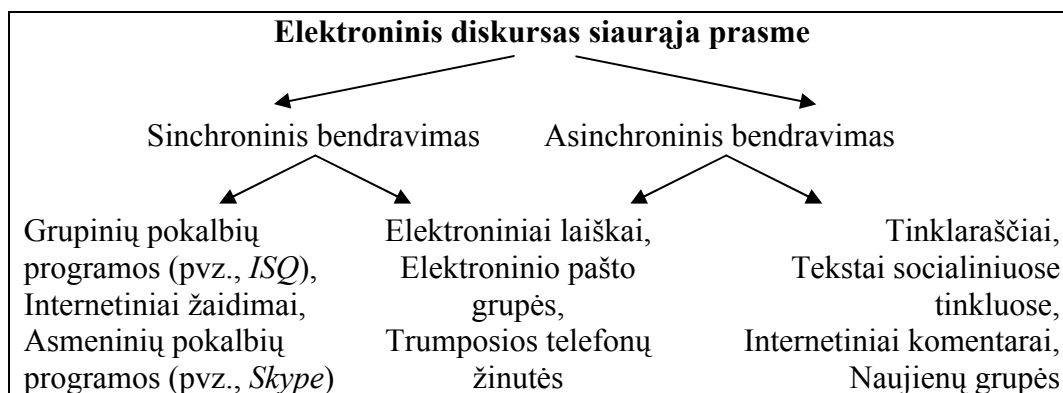 Elektroninis diskursas siaurąja prasme
Sinchroninis bendravimas
Asinchroninis bendravimas
Grupinių pokalbių
programos (pvz., ISQ),
Internetiniai žaidimai,
Asmeninių pokalbių
programos (pvz., Skype)
Elektroniniai laiškai,
Elektroninio pašto
grupės,
Trumposios telefonų
žinutės
Tinklaraščiai,
Tekstai socialiniuose
tinkluose,
Internetiniai komentarai,
Naujienų grupės